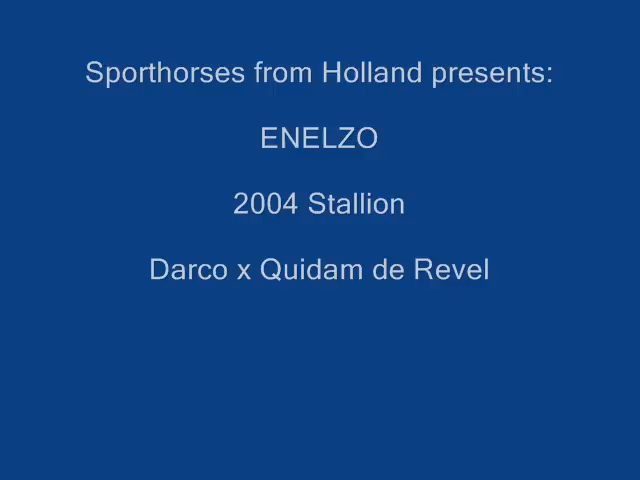 Sporthorses from Holland presents:
ENELZO
2004 Stallion
Darco x Quidam de Revel